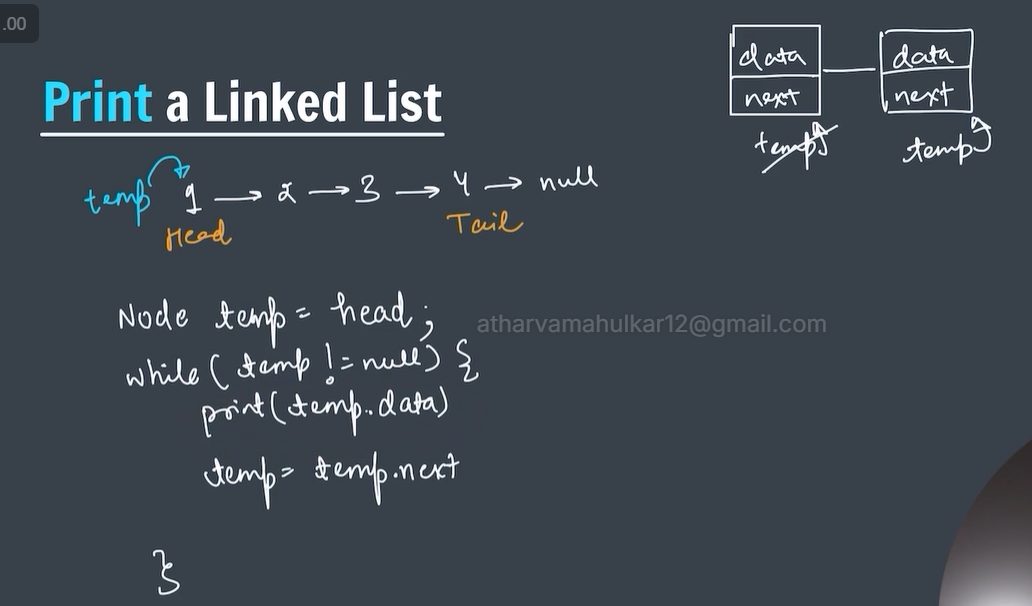 .00
data data
next next
temp temp
Print a Linked List
temp 1 → 2 → 3 → 4 → null
Head Tail
Node temp = head;
atharvamahulkar12@gmail.com
while ( temp != null) {
print(temp.data)
temp = temp.next
}